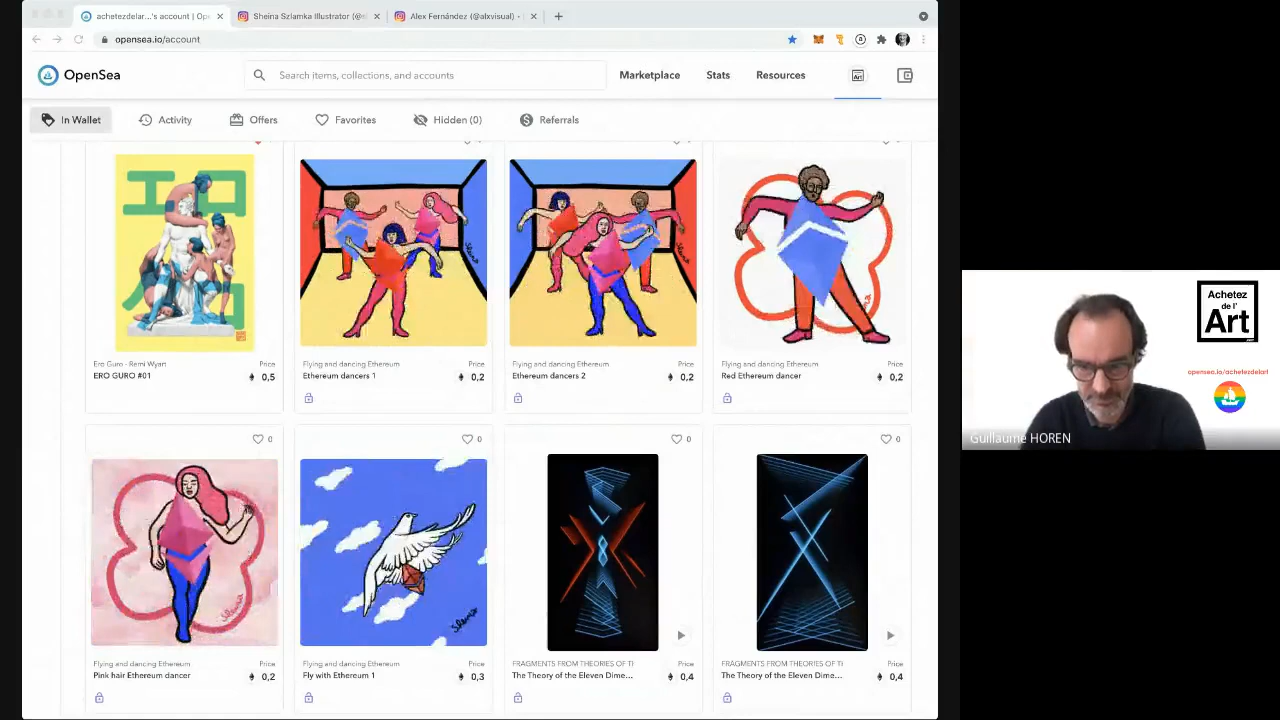 achetezdelar...'s account | Op
Sheina Szlamka Illustrator (@
Alex Fernández (@alxvisual) •
opensea.io/account
OpenSea
Search items, collections, and accounts
Marketplace
Stats
Resources
Art
In Wallet
Activity
Offers
Favorites
Hidden (0)
Referrals
エログロ
Ero Guro - Remi Wyart
Price
ERO GURO #01
0,5
Flying and dancing Ethereum
Price
Ethereum dancers 1
0,2
Flying and dancing Ethereum
Price
Ethereum dancers 2
0,2
Flying and dancing Ethereum
Price
Red Ethereum dancer
0,2
0
0
0
0
Flying and dancing Ethereum
Price
Pink hair Ethereum dancer
0,2
Flying and dancing Ethereum
Price
Fly with Ethereum 1
0,3
FRAGMENTS FROM THEORIES OF TI
Price
The Theory of the Eleven Dime...
0,4
FRAGMENTS FROM THEORIES OF TI
Price
The Theory of the Eleven Dime...
0,4
Achetez
de l'
Art
.com
opensea.io/achetezdelart
Guillaume HOREN